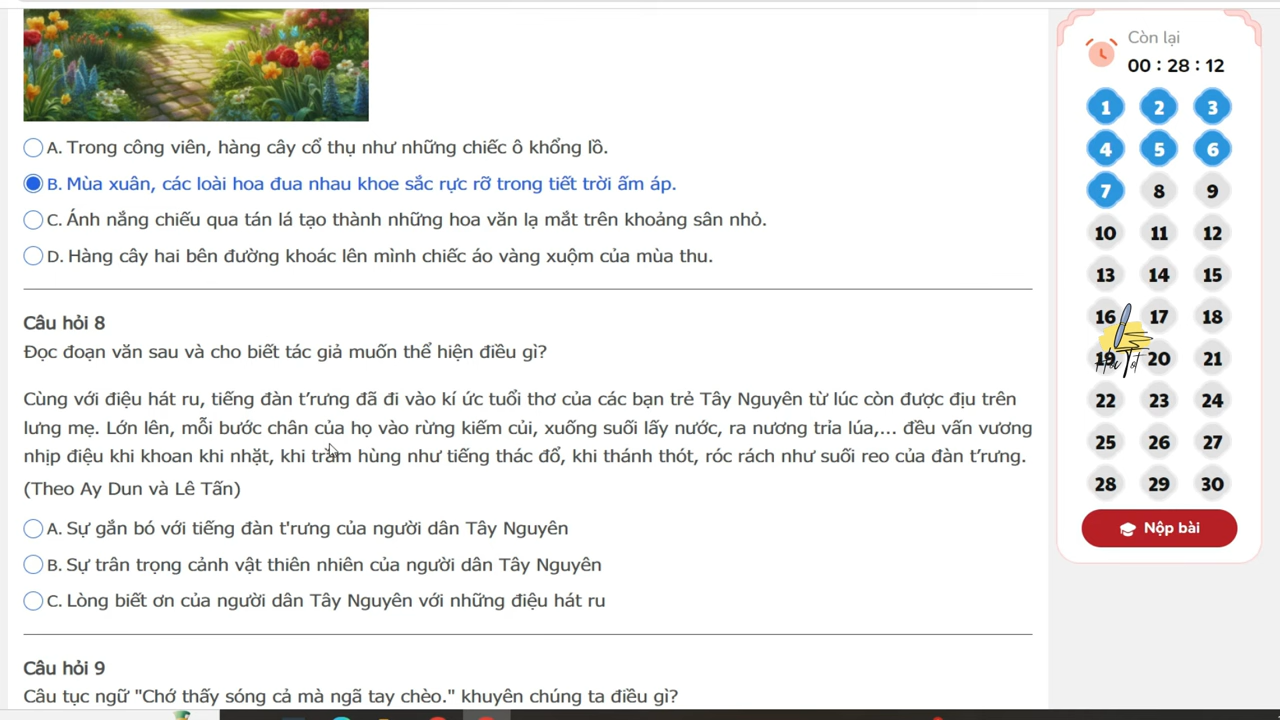 Còn lại
00 : 28 : 12
1 2 3
4 5 6
7 8 9
10 11 12
13 14 15
16 17 18
19 20 21
22 23 24
25 26 27
28 29 30
Nộp bài
A. Trong công viên, hàng cây cổ thụ như những chiếc ô khổng lồ.
B. Mùa xuân, các loài hoa đua nhau khoe sắc rực rỡ trong tiết trời ấm áp.
C. Ánh nắng chiếu qua tán lá tạo thành những hoa văn lạ mắt trên khoảng sân nhỏ.
D. Hàng cây hai bên đường khoác lên mình chiếc áo vàng xuộm của mùa thu.
Câu hỏi 8
Đọc đoạn văn sau và cho biết tác giả muốn thể hiện điều gì?
Cùng với điệu hát ru, tiếng đàn t’rưng đã đi vào kí ức tuổi thơ của các bạn trẻ Tây Nguyên từ lúc còn được địu trên
lưng mẹ. Lớn lên, mỗi bước chân của họ vào rừng kiếm củi, xuống suối lấy nước, ra nương trỉa lúa,... đều vấn vương
nhịp điệu khi khoan khi nhặt, khi trầm hùng như tiếng thác đổ, khi thánh thót, róc rách như suối reo của đàn t’rưng.
(Theo Ay Dun và Lê Tấn)
A. Sự gắn bó với tiếng đàn t'rưng của người dân Tây Nguyên
B. Sự trân trọng cảnh vật thiên nhiên của người dân Tây Nguyên
C. Lòng biết ơn của người dân Tây Nguyên với những điệu hát ru
Câu hỏi 9
Câu tục ngữ "Chớ thấy sóng cả mà ngã tay chèo." khuyên chúng ta điều gì?